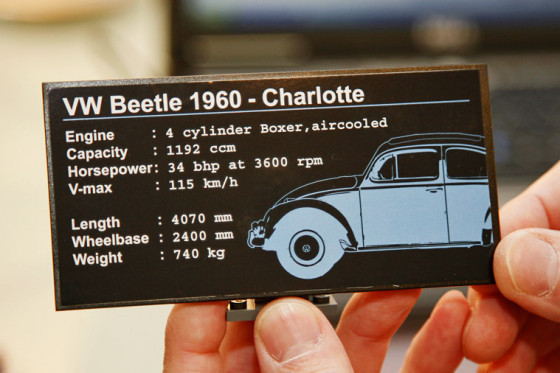 VW Beetle 1960 - Charlotte
Engine : 4 cylinder Boxer,aircooled
Capacity : 1192 ccm
Horsepower: 34 bhp at 3600 rpm
V-max : 115 km/h
Length : 4070 mm
Wheelbase : 2400 mm
Weight : 740 kg